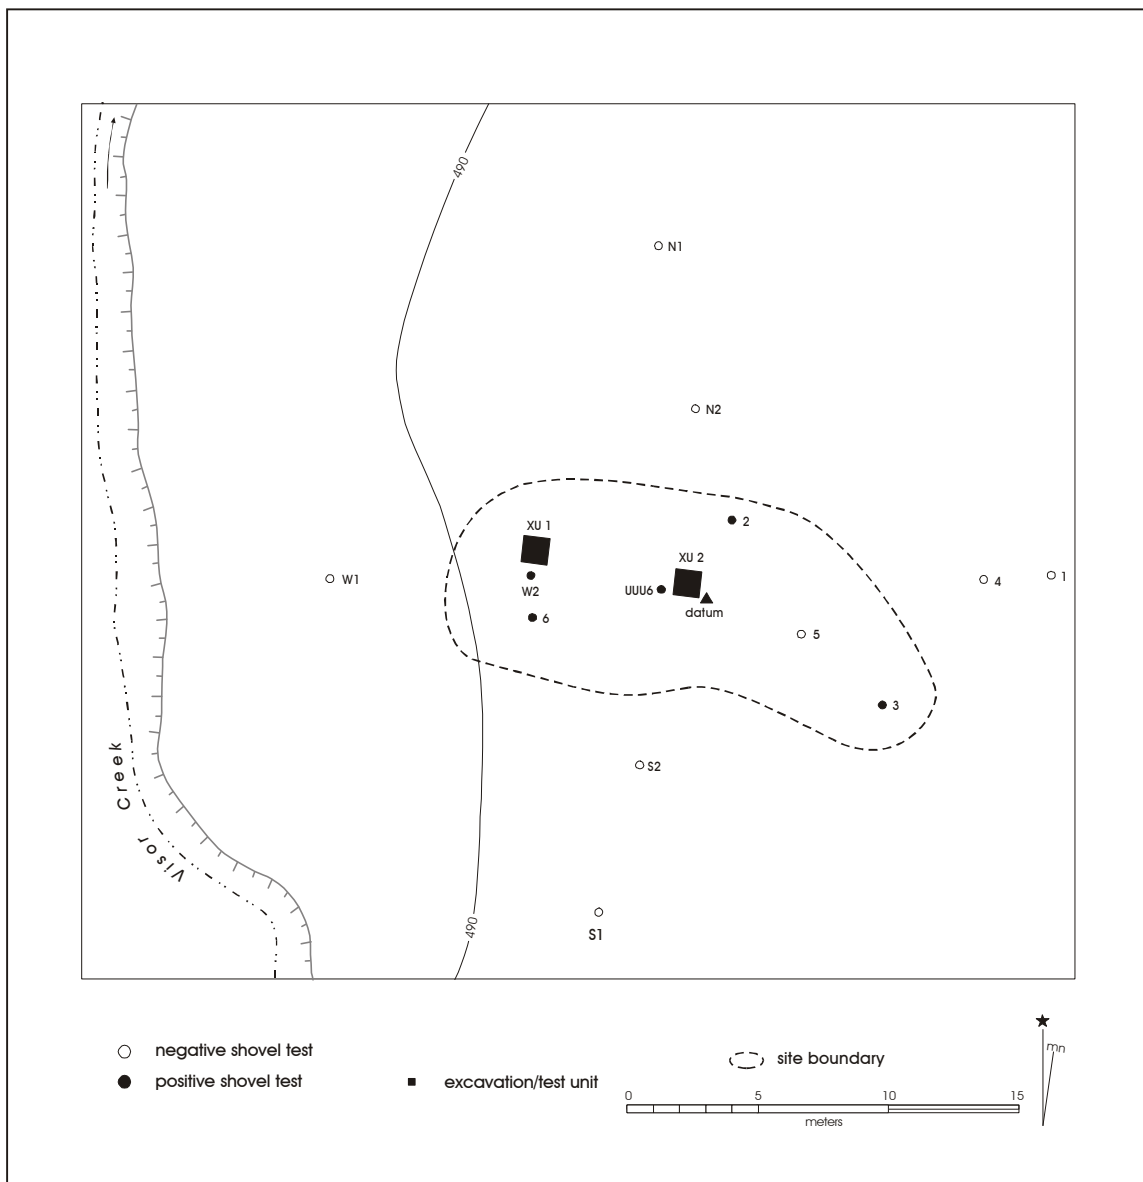 490
N1
N2
XU 1
2
XU 2
W1
W2
UUU6
4
1
datum
6
5
3
S2
Visor Creek
S1
490
negative shovel test
positive shovel test
excavation/test unit
site boundary
0 5 10 15
meters
mn